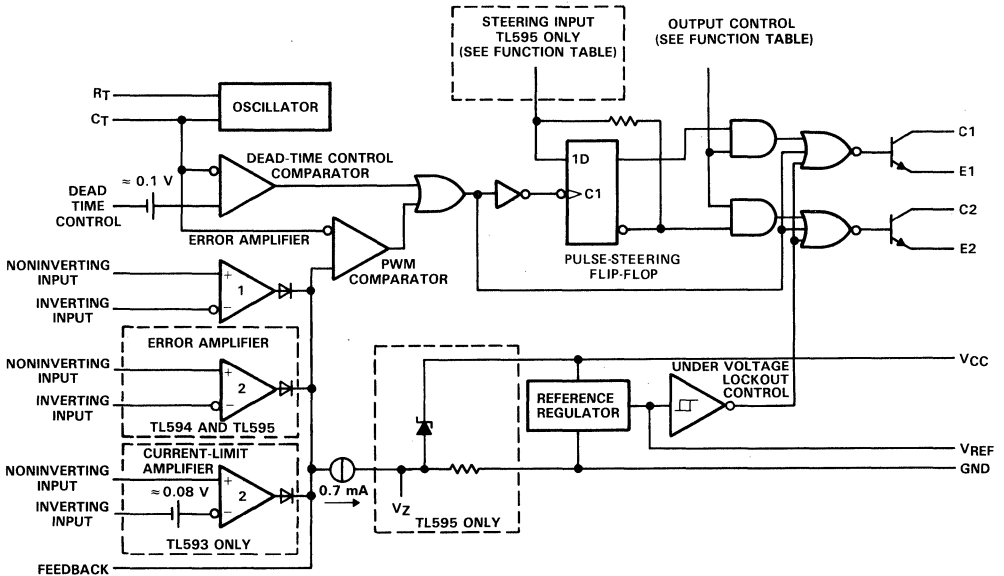 STEERING INPUT
TL595 ONLY
(SEE FUNCTION TABLE)
OUTPUT CONTROL
(SEE FUNCTION TABLE)
RT
CT
OSCILLATOR
DEAD-TIME CONTROL
COMPARATOR
≈ 0.1 V
DEAD
TIME
CONTROL
1D
C1
PULSE-STEERING
FLIP-FLOP
C1
E1
C2
E2
ERROR AMPLIFIER
PWM
COMPARATOR
NONINVERTING
INPUT
+
1
−
INVERTING
INPUT
ERROR AMPLIFIER
NONINVERTING
INPUT
+
2
−
INVERTING
INPUT
TL594 AND TL595
CURRENT-LIMIT
AMPLIFIER
NONINVERTING
INPUT
≈0.08 V
+
2
−
INVERTING
INPUT
TL593 ONLY
FEEDBACK
0.7 mA
VZ
TL595 ONLY
REFERENCE
REGULATOR
UNDER VOLTAGE
LOCKOUT
CONTROL
VCC
VREF
GND